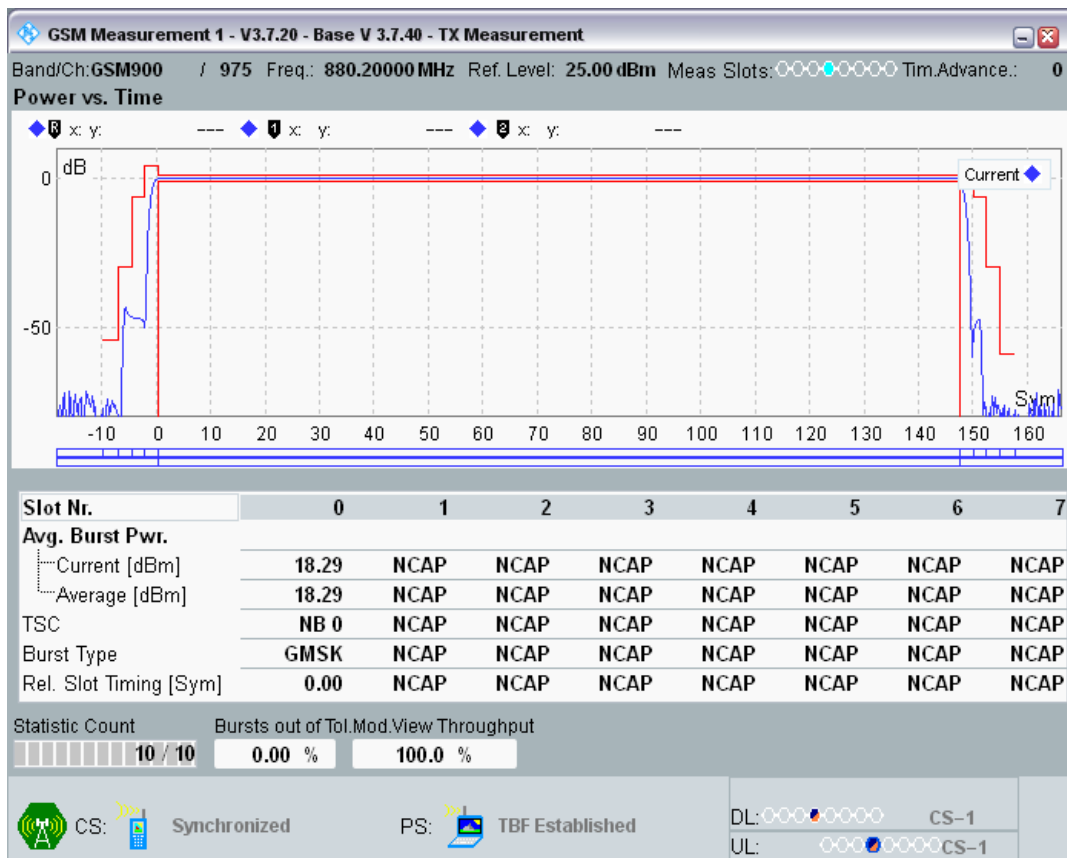 GSM Measurement 1 - V3.7.20 - Base V 3.7.40 - TX Measurement
Band/Ch:GSM900 / 975 Freq.: 880.20000 MHz Ref. Level: 25.00 dBm Meas Slots: Tim.Advance.: 0
Power vs. Time
R x: y: --- 1 x: y: --- 2 x: y: ---
dB
Current
0
-50
Sym
-10 0 10 20 30 40 50 60 70 80 90 100 110 120 130 140 150 160
Slot Nr. 0 1 2 3 4 5 6 7
Avg. Burst Pwr.
Current [dBm] 18.29 NCAP NCAP NCAP NCAP NCAP NCAP NCAP
Average [dBm] 18.29 NCAP NCAP NCAP NCAP NCAP NCAP NCAP
TSC NB 0 NCAP NCAP NCAP NCAP NCAP NCAP NCAP
Burst Type GMSK NCAP NCAP NCAP NCAP NCAP NCAP NCAP
Rel. Slot Timing [Sym] 0.00 NCAP NCAP NCAP NCAP NCAP NCAP NCAP
Statistic Count Bursts out of Tol.Mod.View Throughput
10 / 10 0.00 % 100.0 %
CS: Synchronized PS: TBF Established
DL: CS-1
UL: CS-1